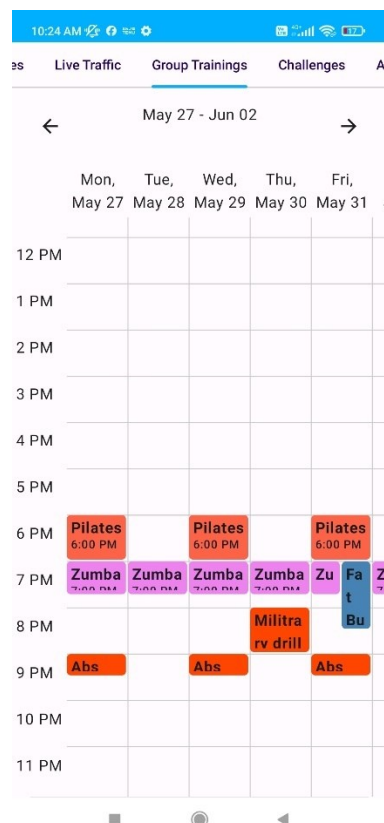 10:24 AM
37
es Live Traffic Group Trainings Challenges A
May 27 - Jun 02
Mon, Tue, Wed, Thu, Fri,
May 27 May 28 May 29 May 30 May 31
12 PM
1 PM
2 PM
3 PM
4 PM
5 PM
6 PM
Pilates Pilates Pilates
6:00 PM 6:00 PM 6:00 PM
7 PM
Zumba Zumba Zumba Zumba Zu Fa Z
t
Bu
8 PM
Militra
ry drill
9 PM
Abs Abs Abs
10 PM
11 PM